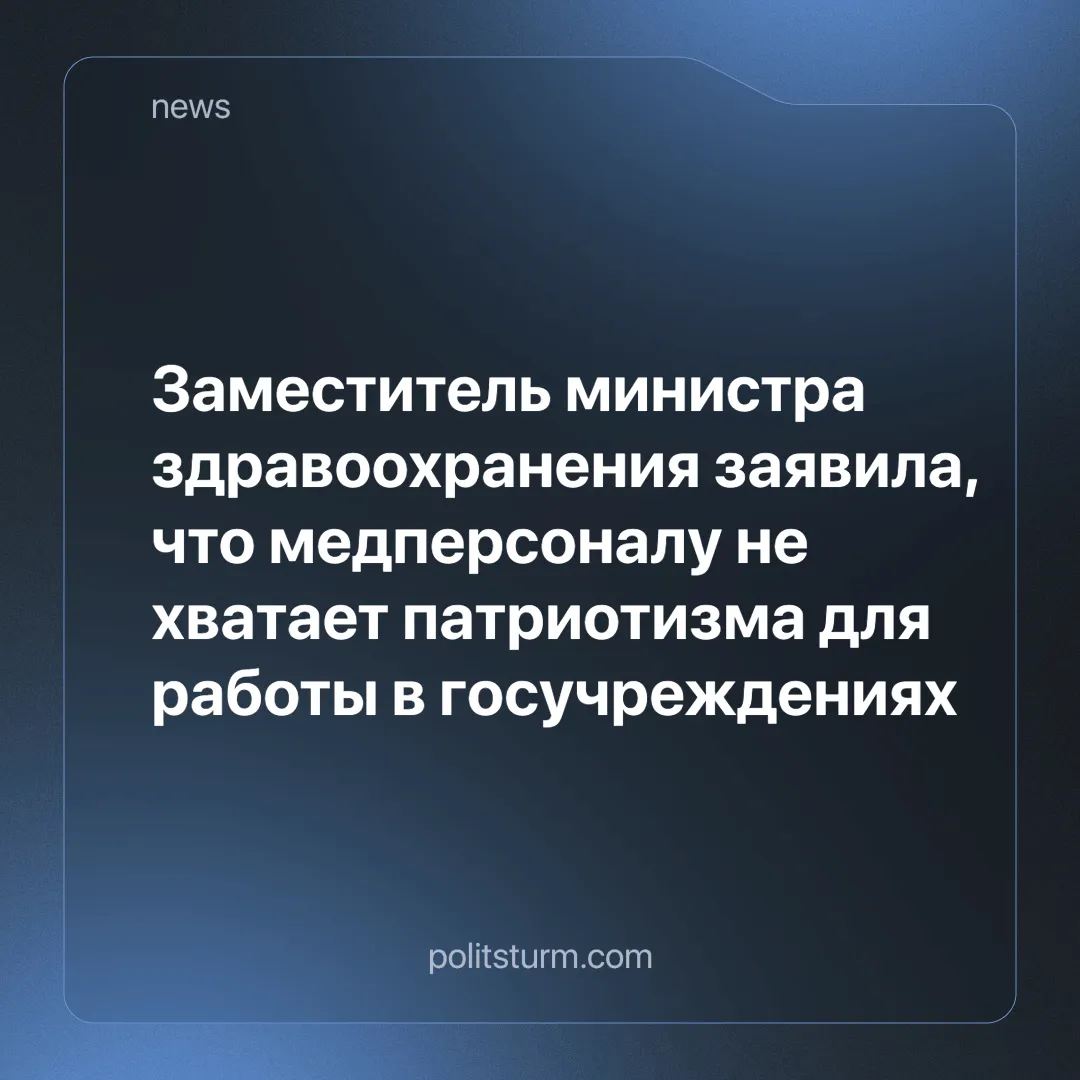 news
Заместитель министра
здравоохранения заявила,
что медперсоналу не
хватает патриотизма для
работы в госучреждениях
politsturm.com